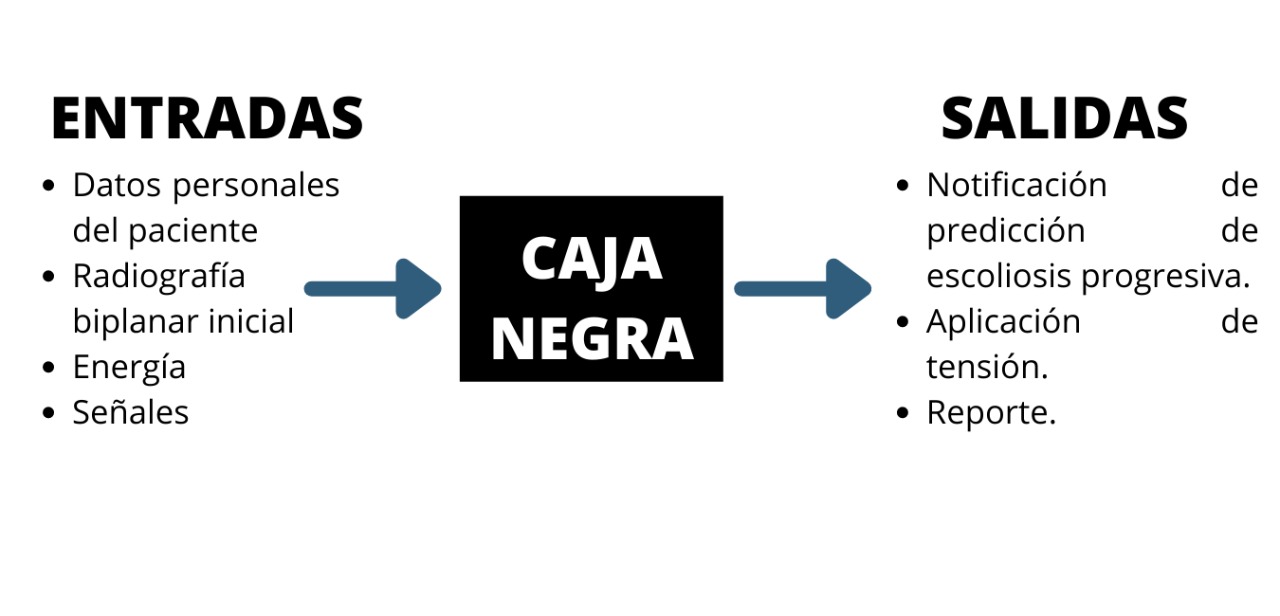 ENTRADAS
• Datos personales
del paciente
• Radiografía
biplanar inicial
• Energía
• Señales
CAJA
NEGRA
SALIDAS
• Notificación de
predicción de
escoliosis progresiva.
• Aplicación de
tensión.
• Reporte.